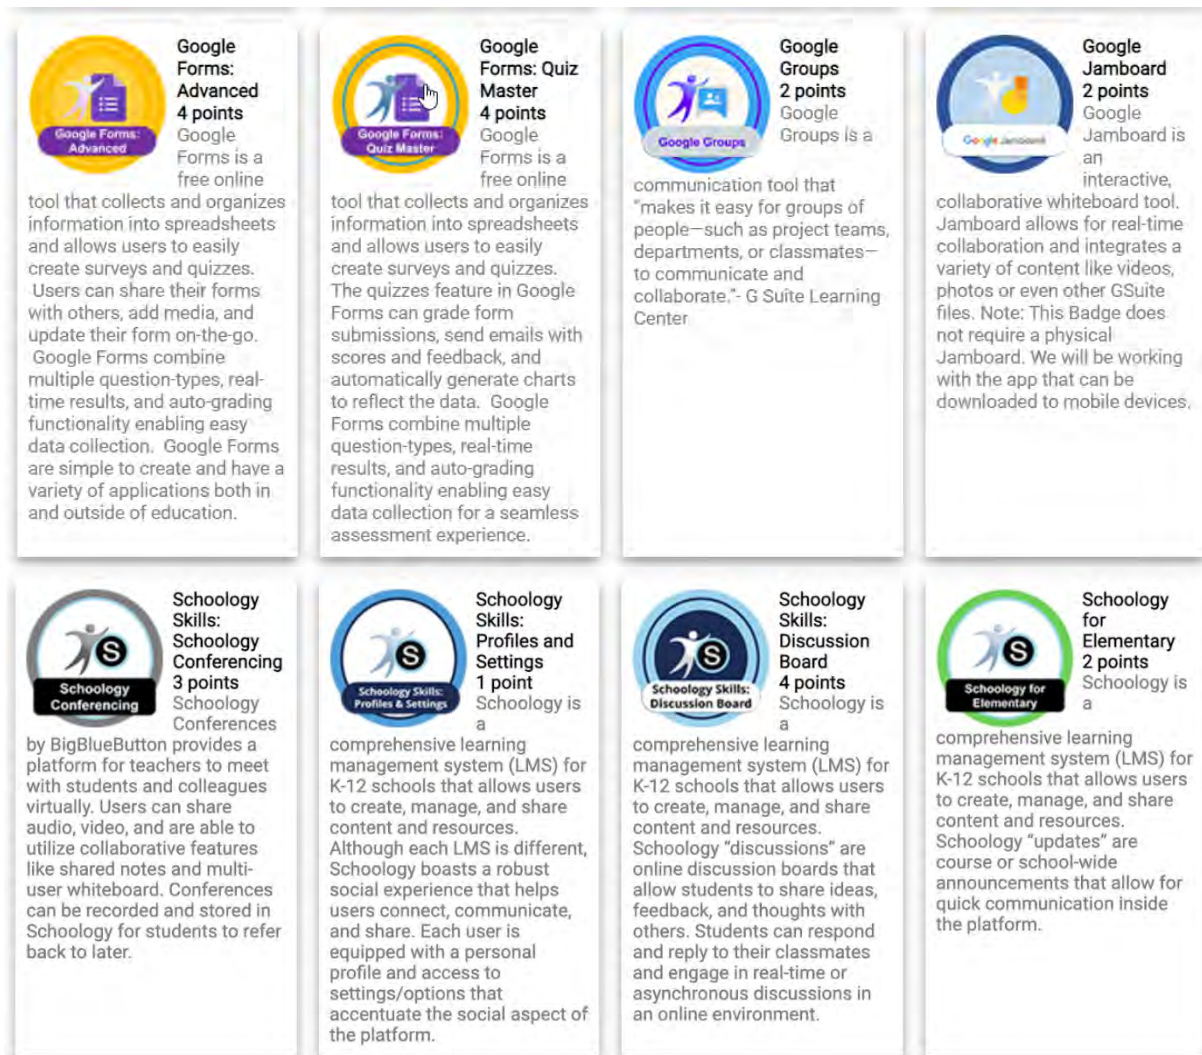 Google Forms: Advanced
Google
Forms:
Advanced
4 points
Google
Forms is a
free online
tool that collects and organizes
information into spreadsheets
and allows users to easily
create surveys and quizzes.
Users can share their forms
with others, add media, and
update their form on-the-go.
Google Forms combine
multiple question-types, real-
time results, and auto-grading
functionality enabling easy
data collection.  Google Forms
are simple to create and have a
variety of applications both in
and outside of education.
Google Forms:
Quiz Master
Google
Forms: Quiz
Master
4 points
Google
Forms is a
free online
tool that collects and organizes
information into spreadsheets
and allows users to easily
create surveys and quizzes.
The quizzes feature in Google
Forms can grade form
submissions, send emails with
scores and feedback, and
automatically generate charts
to reflect the data.  Google
Forms combine multiple
question-types, real-time
results, and auto-grading
functionality enabling easy
data collection for a seamless
assessment experience.
Google Groups
Google
Groups
2 points
Google
Groups is a
communication tool that
"makes it easy for groups of
people—such as project teams,
departments, or classmates—
to communicate and
collaborate."- G Suite Learning
Center
Google Jamboard
Google
Jamboard
2 points
Google
Jamboard is
an
interactive,
collaborative whiteboard tool.
Jamboard allows for real-time
collaboration and integrates a
variety of content like videos,
photos or even other GSuite
files. Note: This Badge does
not require a physical
Jamboard. We will be working
with the app that can be
downloaded to mobile devices.
S
Schoology
Conferencing
Schoology
Skills:
Schoology
Conferencing
3 points
Schoology
Conferences
by BigBlueButton provides a
platform for teachers to meet
with students and colleagues
virtually. Users can share
audio, video, and are able to
utilize collaborative features
like shared notes and multi-
user whiteboard. Conferences
can be recorded and stored in
Schoology for students to refer
back to later.
S
Schoology Skills:
Profiles & Settings
Schoology
Skills:
Profiles and
Settings
1 point
Schoology is
a
comprehensive learning
management system (LMS) for
K-12 schools that allows users
to create, manage, and share
content and resources.
Although each LMS is different,
Schoology boasts a robust
social experience that helps
users connect, communicate,
and share. Each user is
equipped with a personal
profile and access to
settings/options that
accentuate the social aspect of
the platform.
S
Schoology Skills:
Discussion Board
Schoology
Skills:
Discussion
Board
4 points
Schoology is
a
comprehensive learning
management system (LMS) for
K-12 schools that allows users
to create, manage, and share
content and resources.
Schoology "discussions" are
online discussion boards that
allow students to share ideas,
feedback, and thoughts with
others. Students can respond
and reply to their classmates
and engage in real-time or
asynchronous discussions in
an online environment.
S
Schoology for
Elementary
Schoology
for
Elementary
2 points
Schoology is
a
comprehensive learning
management system (LMS) for
K-12 schools that allows users
to create, manage, and share
content and resources.
Schoology "updates" are
course or school-wide
announcements that allow for
quick communication inside
the platform.